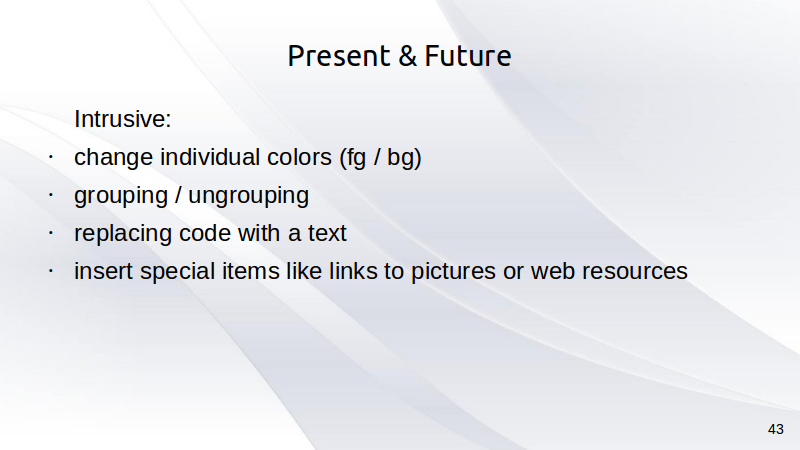 Present & Future
Intrusive:
· change individual colors (fg / bg)
· grouping / ungrouping
· replacing code with a text
· insert special items like links to pictures or web resources
43